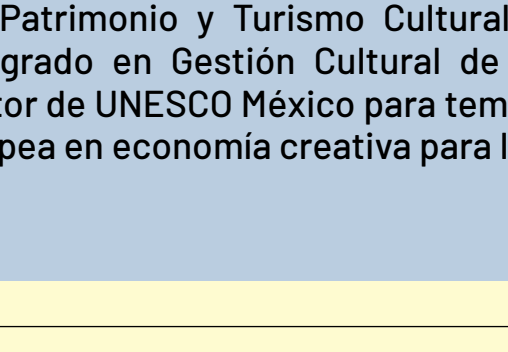 Patrimonio y Turismo Cultural
grado en Gestión Cultural de
tor de UNESCO México para tem
pea en economía creativa para l